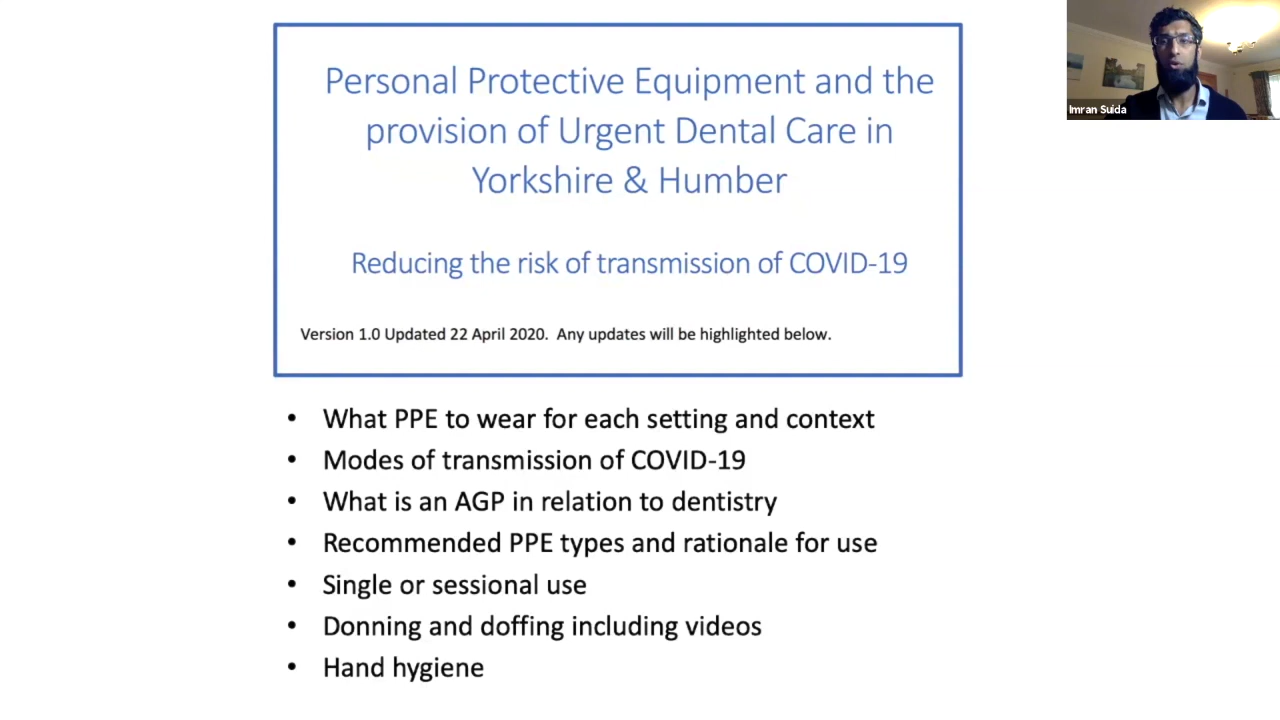 Personal Protective Equipment and the
provision of Urgent Dental Care in
Yorkshire & Humber
Reducing the risk of transmission of COVID-19
Version 1.0 Updated 22 April 2020.  Any updates will be highlighted below.
• What PPE to wear for each setting and context
• Modes of transmission of COVID-19
• What is an AGP in relation to dentistry
• Recommended PPE types and rationale for use
• Single or sessional use
• Donning and doffing including videos
• Hand hygiene
Imran Suida